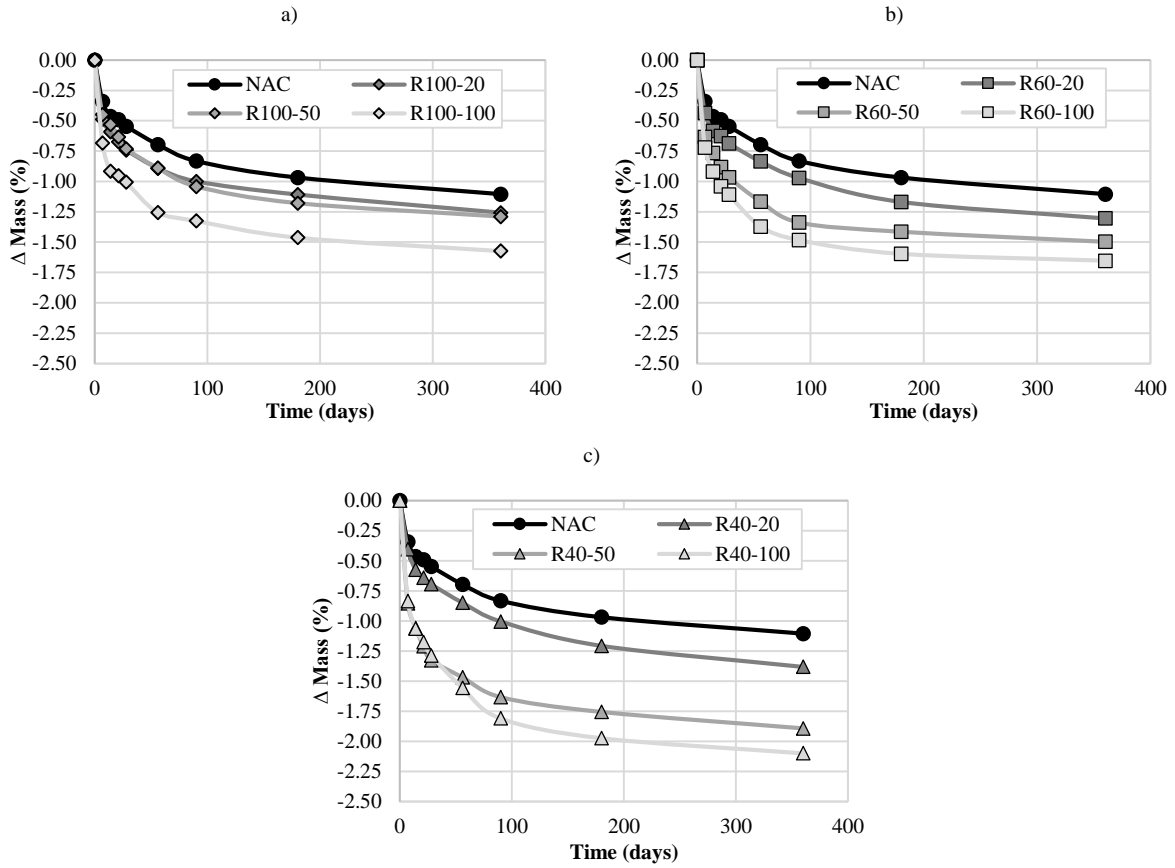 a)
0.00
-0.25
-0.50
-0.75
-1.00
-1.25
-1.50
-1.75
-2.00
-2.25
-2.50
Δ Mass (%)
NAC R100-20
R100-50 R100-100
0 100 200 300 400
Time (days)
b)
0.00
-0.25
-0.50
-0.75
-1.00
-1.25
-1.50
-1.75
-2.00
-2.25
-2.50
Δ Mass (%)
NAC R60-20
R60-50 R60-100
0 100 200 300 400
Time (days)
c)
0.00
-0.25
-0.50
-0.75
-1.00
-1.25
-1.50
-1.75
-2.00
-2.25
-2.50
Δ Mass (%)
NAC R40-20
R40-50 R40-100
0 100 200 300 400
Time (days)